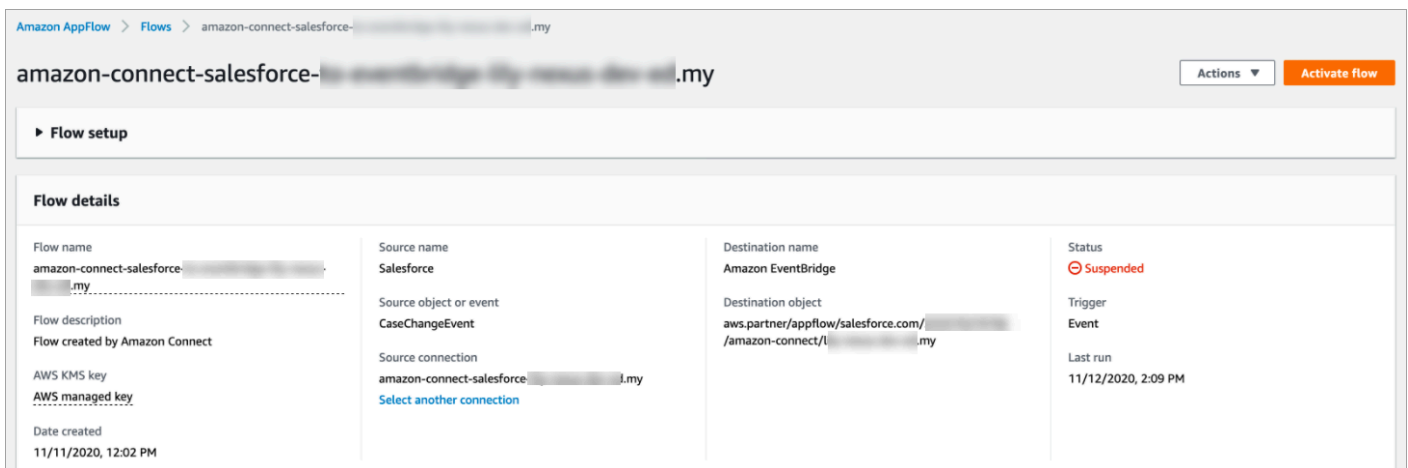 Amazon AppFlow > Flows > amazon-connect-salesforce- .my
amazon-connect-salesforce- .my
Actions ▼
Activate flow
▶ Flow setup
Flow details
Flow name
amazon-connect-salesforce-
.my
Flow description
Flow created by Amazon Connect
AWS KMS key
AWS managed key
Date created
11/11/2020, 12:02 PM
Source name
Salesforce
Source object or event
CaseChangeEvent
Source connection
amazon-connect-salesforce- .my
Select another connection
Destination name
Amazon EventBridge
Destination object
aws.partner/appflow/salesforce.com/
/amazon-connect/l .my
Status
Suspended
Trigger
Event
Last run
11/12/2020, 2:09 PM